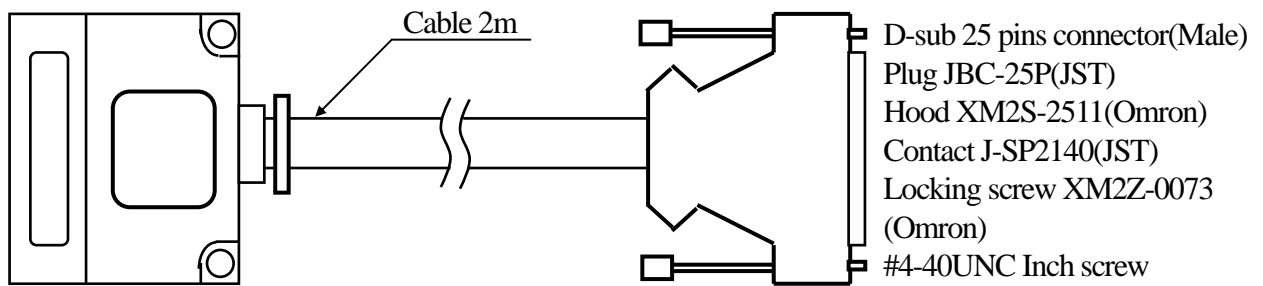 Cable 2m
D-sub 25 pins connector(Male)
Plug JBC-25P(JST)
Hood XM2S-2511(Omron)
Contact J-SP2140(JST)
Locking screw XM2Z-0073
(Omron)
#4-40UNC Inch screw